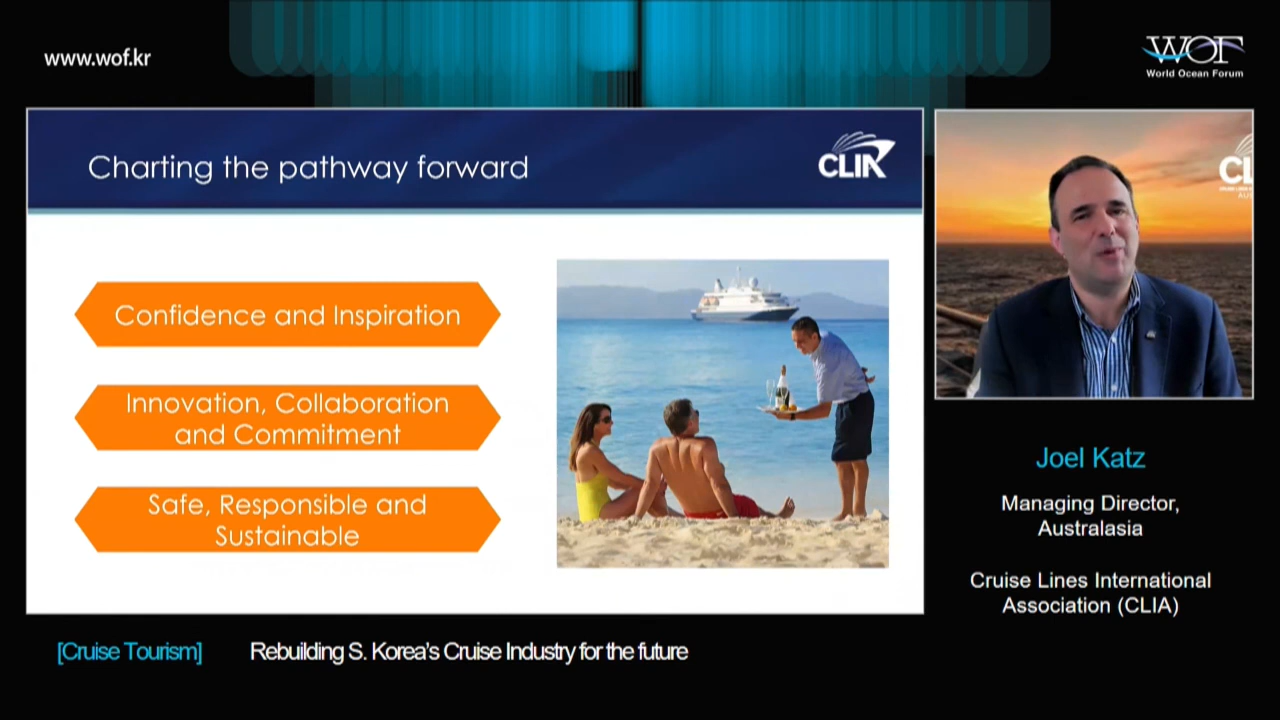 www.wof.kr
WOF
World Ocean Forum
Charting the pathway forward
CLIA
Confidence and Inspiration
Innovation, Collaboration
and Commitment
Safe, Responsible and
Sustainable
CL
Joel Katz
Managing Director,
Australasia
Cruise Lines International
Association (CLIA)
[Cruise Tourism] Rebuilding S. Korea's Cruise Industry for the future